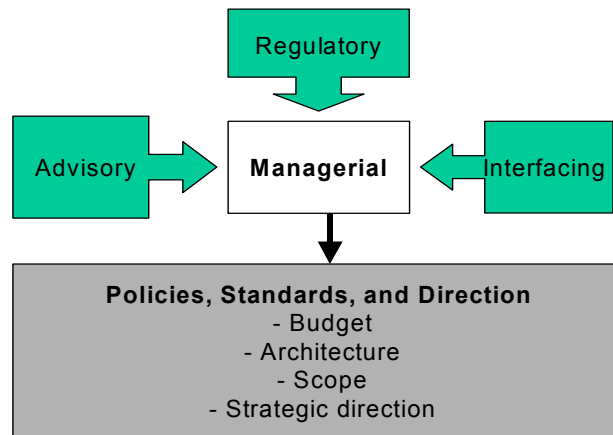 Regulatory
Advisory
Managerial
Interfacing
Policies, Standards, and Direction
- Budget
- Architecture
- Scope
- Strategic direction